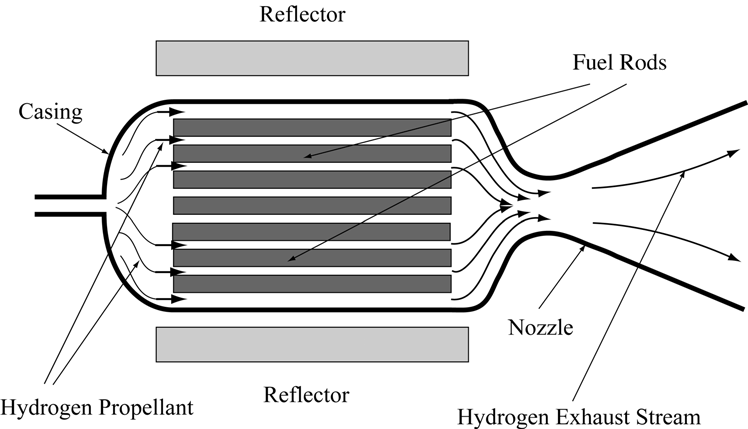 Reflector
Fuel Rods
Casing
Nozzle
Reflector
Hydrogen Propellant
Hydrogen Exhaust Stream